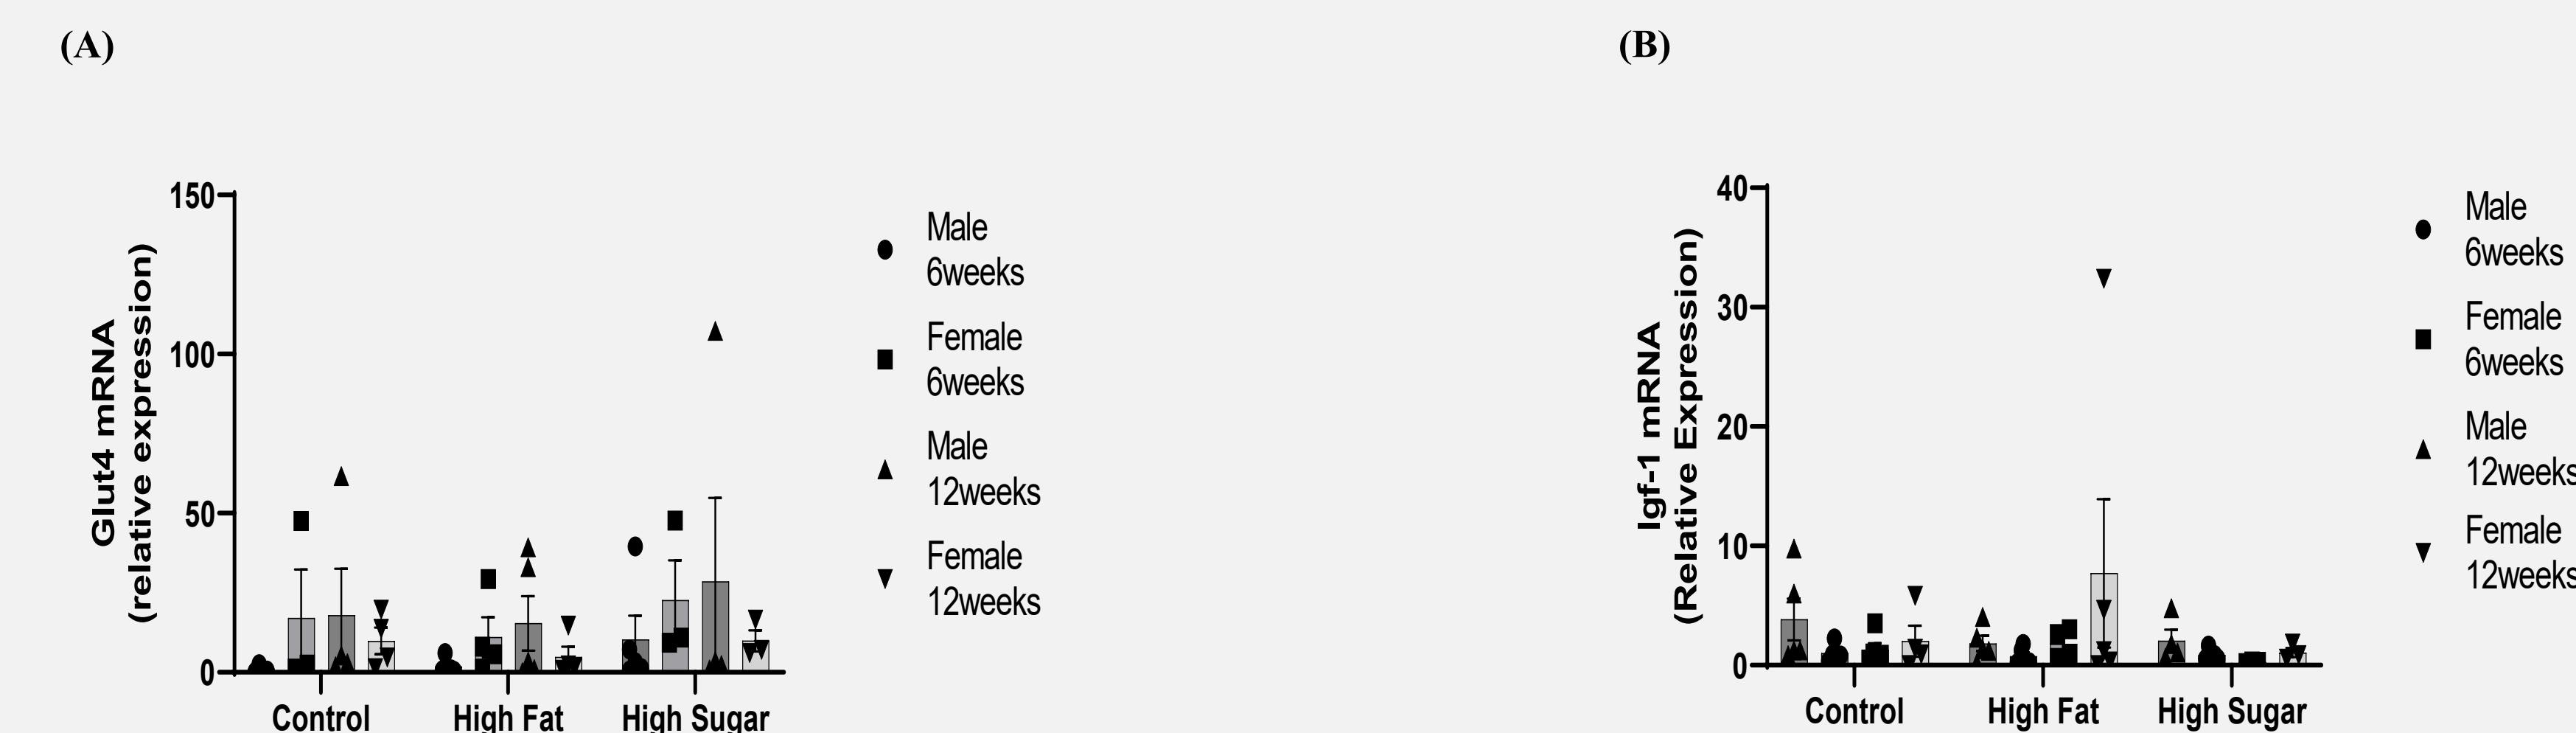 (A)
150
100
50
0
Glut4 mRNA
(relative expression)
Control
High Fat
High Sugar
Male
6weeks
Female
6weeks
Male
12weeks
Female
12weeks
(B)
40
30
20
10
0
Igf-1 mRNA
(Relative Expression)
Control
High Fat
High Sugar
Male
6weeks
Female
6weeks
Male
12weeks
Female
12weeks